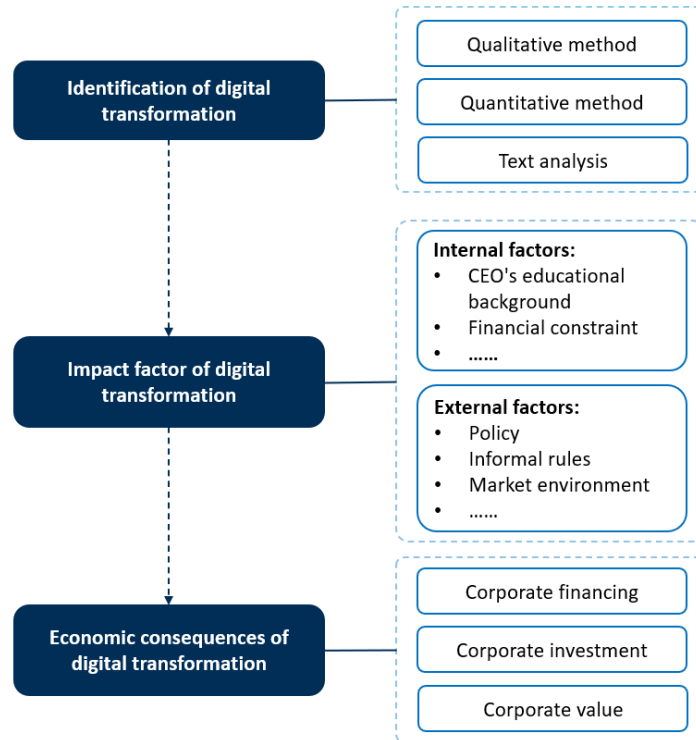 Identification of digital
transformation
Qualitative method
Quantitative method
Text analysis
Impact factor of digital
transformation
Internal factors:
• CEO's educational
background
• Financial constraint
• ......
External factors:
• Policy
• Informal rules
• Market environment
• ......
Economic consequences of
digital transformation
Corporate financing
Corporate investment
Corporate value